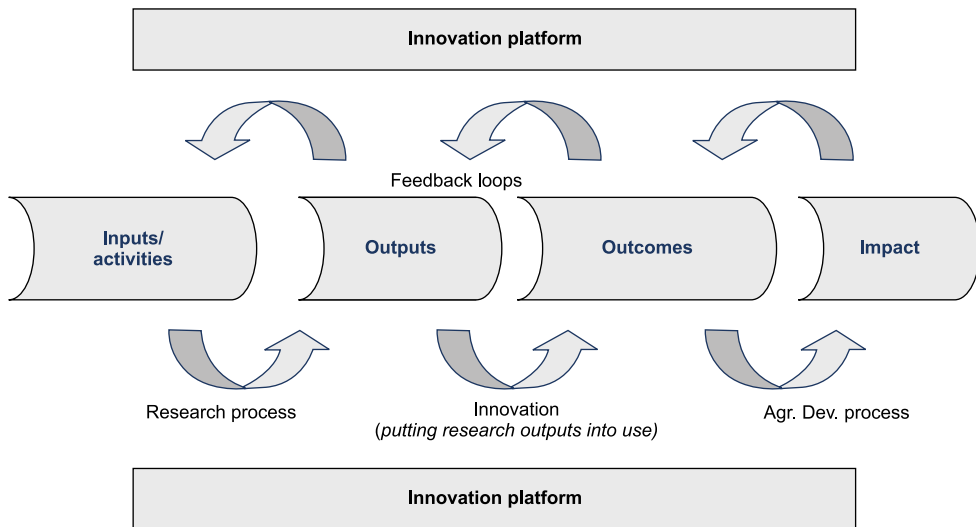 Innovation platform
Feedback loops
Inputs/
activities
Outputs
Outcomes
Impact
Research process
Innovation
(putting research outputs into use)
Agr. Dev. process
Innovation platform